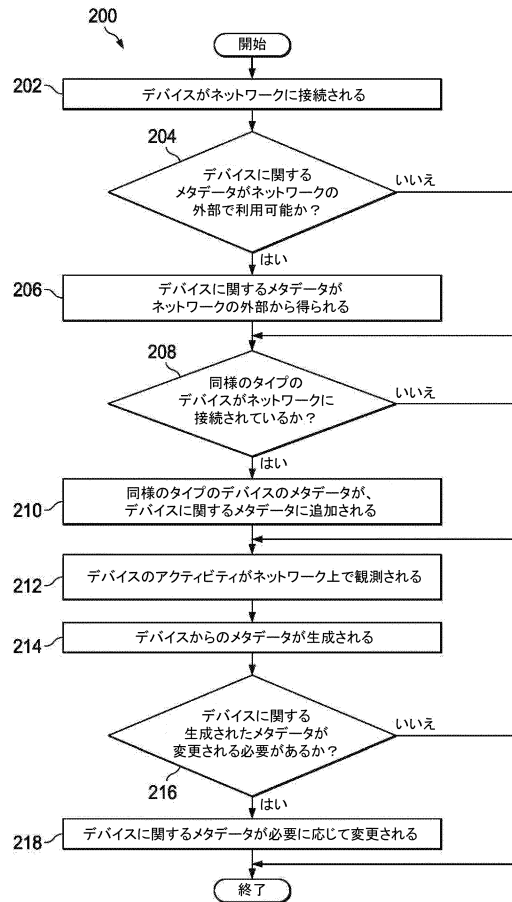 200
開始
202
デバイスがネットワークに接続される
204
デバイスに関する
メタデータがネットワークの
外部で利用可能か？
いいえ
はい
206
デバイスに関するメタデータが
ネットワークの外部から得られる
208
同様のタイプの
デバイスがネットワークに
接続されているか？
いいえ
はい
210
同様のタイプのデバイスのメタデータが、
デバイスに関するメタデータに追加される
212
デバイスのアクティビティがネットワーク上で観測される
214
デバイスからのメタデータが生成される
デバイスに関する
生成されたメタデータが
変更される必要があるか？
いいえ
216
はい
218
デバイスに関するメタデータが必要に応じて変更される
終了